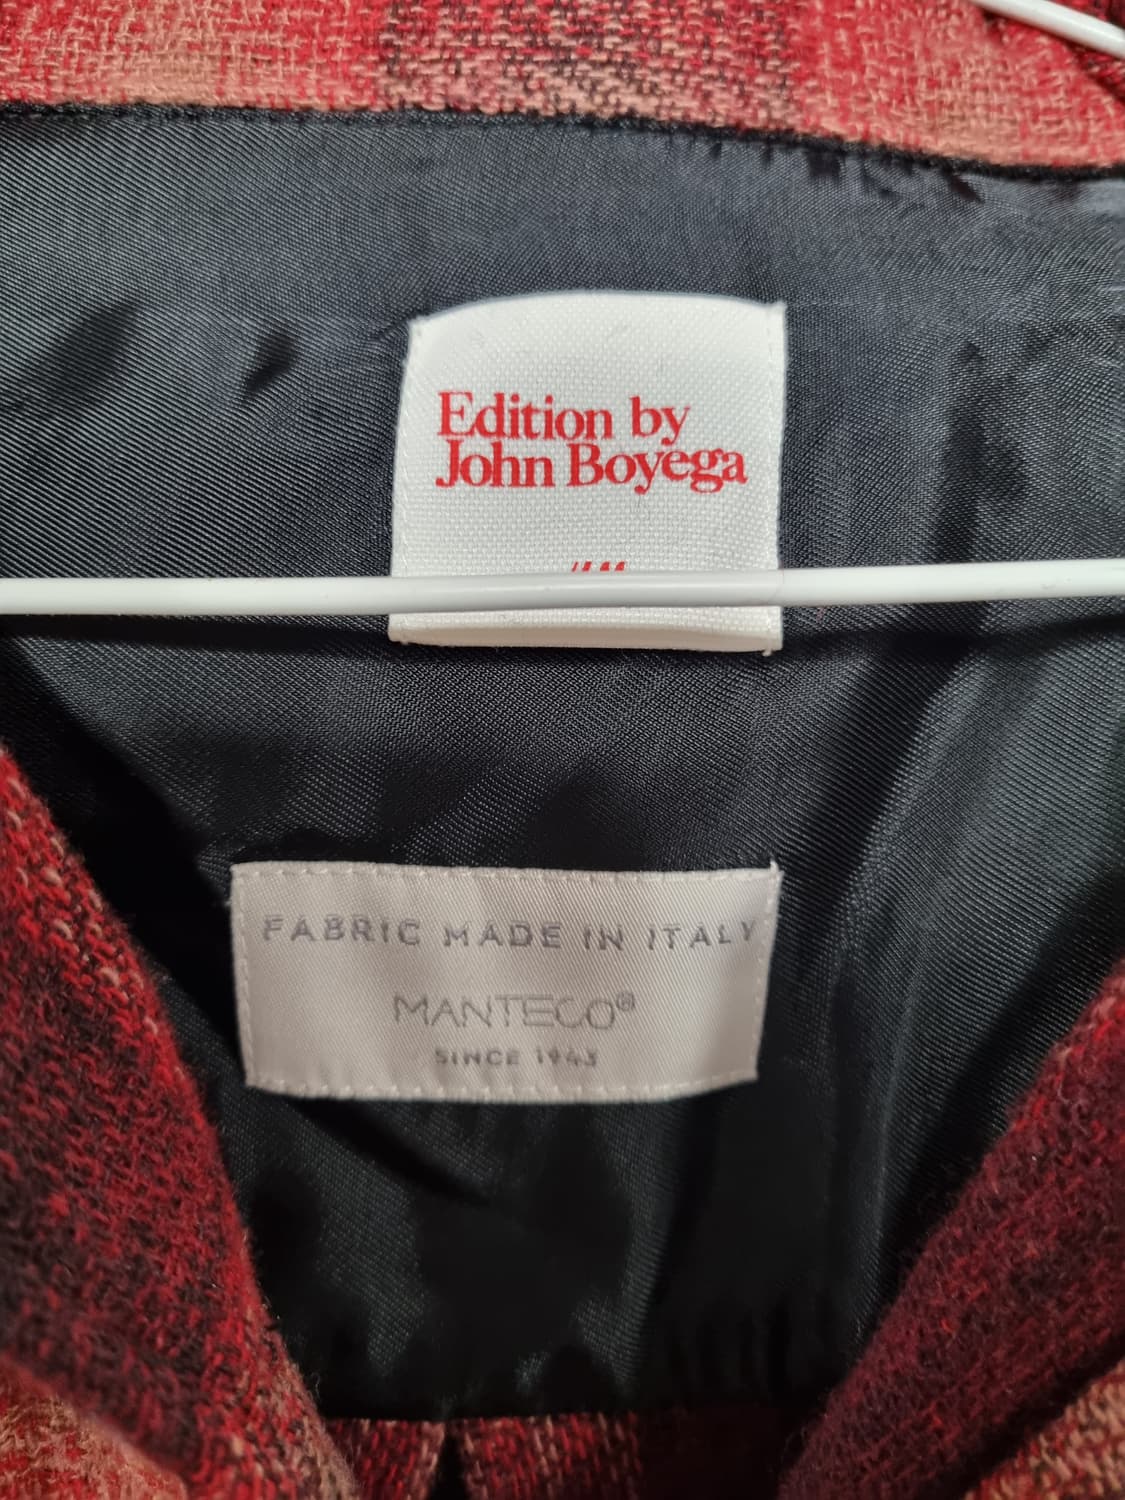 Edition by
John Boyega
FABRIC MADE IN ITALY
MANTECO®
SINCE 1943